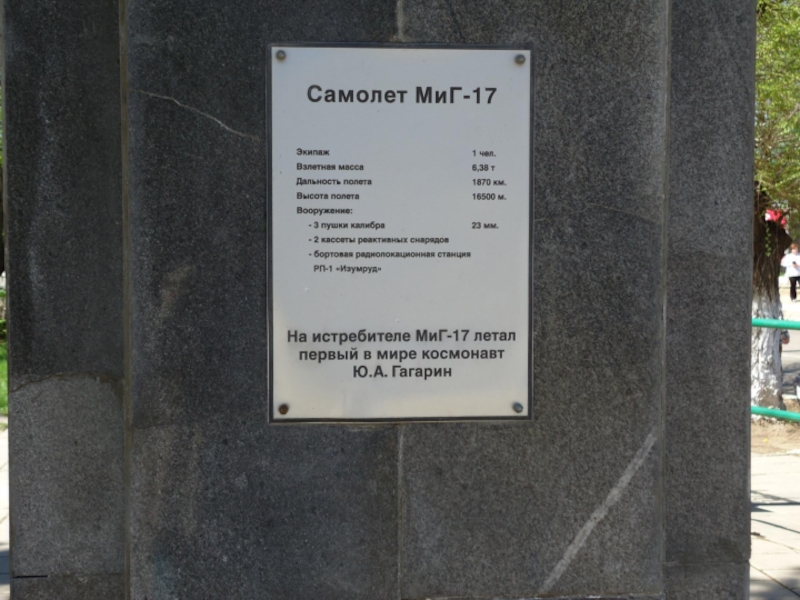 Самолет МиГ-17
Экипаж 1 чел.
Взлетная масса 6,38 т
Дальность полета 1870 км.
Высота полета 16500 м.
Вооружение:
- 3 пушки калибра 23 мм.
- 2 кассеты реактивных снарядов
- бортовая радиолокационная станция
РП-1 «Изумруд»
На истребителе МиГ-17 летал
первый в мире космонавт
Ю.А. Гагарин